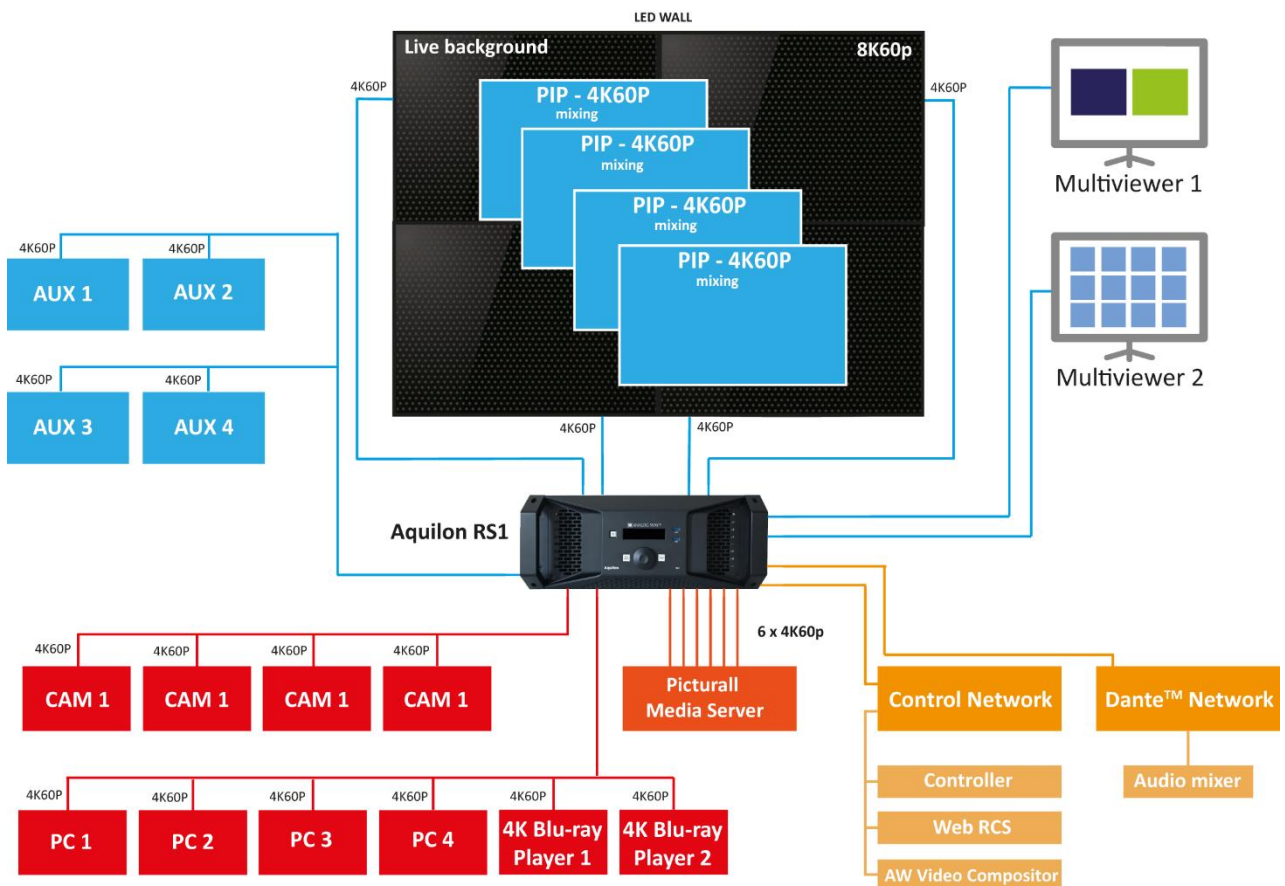 LED WALL
Live background
8K60p
4K60P
4K60P
PIP - 4K60P
mixing
PIP - 4K60P
mixing
PIP - 4K60P
mixing
PIP - 4K60P
mixing
Multiviewer 1
Multiviewer 2
4K60P
4K60P
AUX 1
AUX 2
4K60P
4K60P
AUX 3
AUX 4
4K60P
4K60P
Aquilon RS1
ANALOG WAY
Aquilon
6 x 4K60p
4K60P
4K60P
4K60P
4K60P
CAM 1
CAM 1
CAM 1
CAM 1
Picturall
Media Server
Control Network
Dante™ Network
Controller
Audio mixer
Web RCS
AW Video Compositor
4K60P
4K60P
4K60P
4K60P
4K60P
4K60P
PC 1
PC 2
PC 3
PC 4
4K Blu-ray
Player 1
4K Blu-ray
Player 2